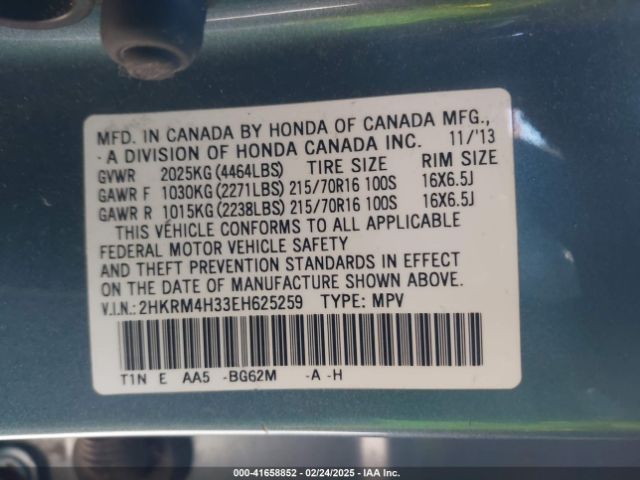 MFD. IN CANADA BY HONDA OF CANADA MFG.,
A DIVISION OF HONDA CANADA INC. 11/'13
GVWR 2025KG (4464LBS) TIRE SIZE RIM SIZE
GAWR F 1030KG (2271LBS) 215/70R16 100S 16X6.5J
GAWR R 1015KG (2238LBS) 215/70R16 100S 16X6.5J
THIS VEHICLE CONFORMS TO ALL APPLICABLE
FEDERAL MOTOR VEHICLE SAFETY
AND THEFT PREVENTION STANDARDS IN EFFECT
ON THE DATE OF MANUFACTURE SHOWN ABOVE.
V.I.N.: 2HKRM4H33EH625259 TYPE: MPV
T1N E AA5 -BG62M -A -H
000-41658852 - 02/24/2025 - IAA Inc.